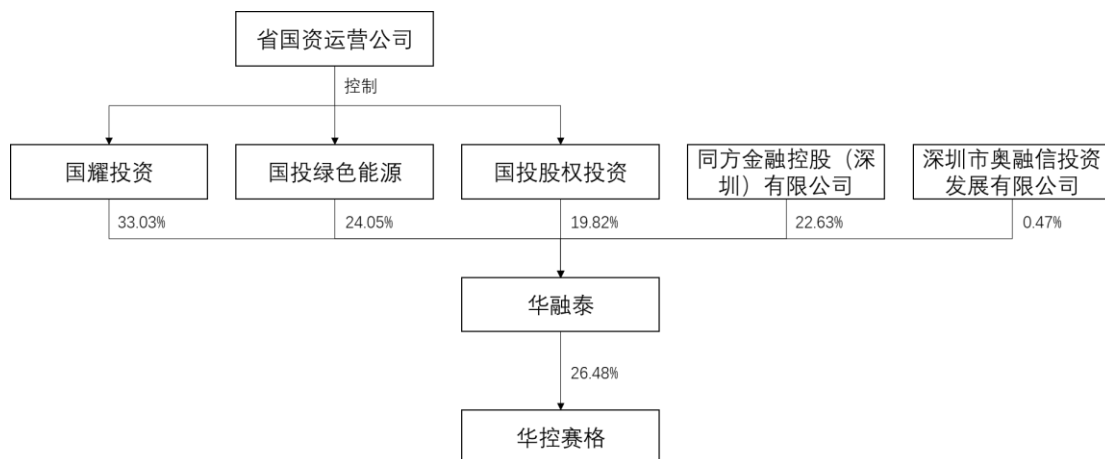 省国资运营公司
控制
国耀投资
国投绿色能源
国投股权投资
同方金融控股（深
圳）有限公司
深圳市奥融信投资
发展有限公司
33.03%
24.05%
19.82%
22.63%
0.47%
华融泰
26.48%
华控赛格